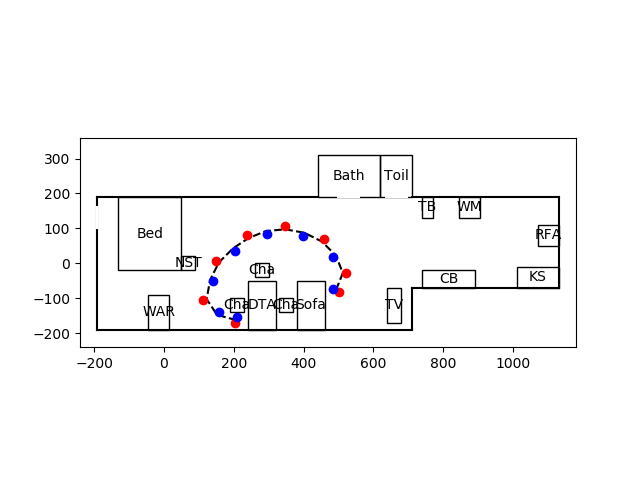 300
200
100
0
−100
−200
−200
0
200
400
600
800
1000
Bath
Toil
TB
WM
Bed
RFA
NST
Cha
CB
KS
WAR
Cha
DTA
Cha
Sofa
TV